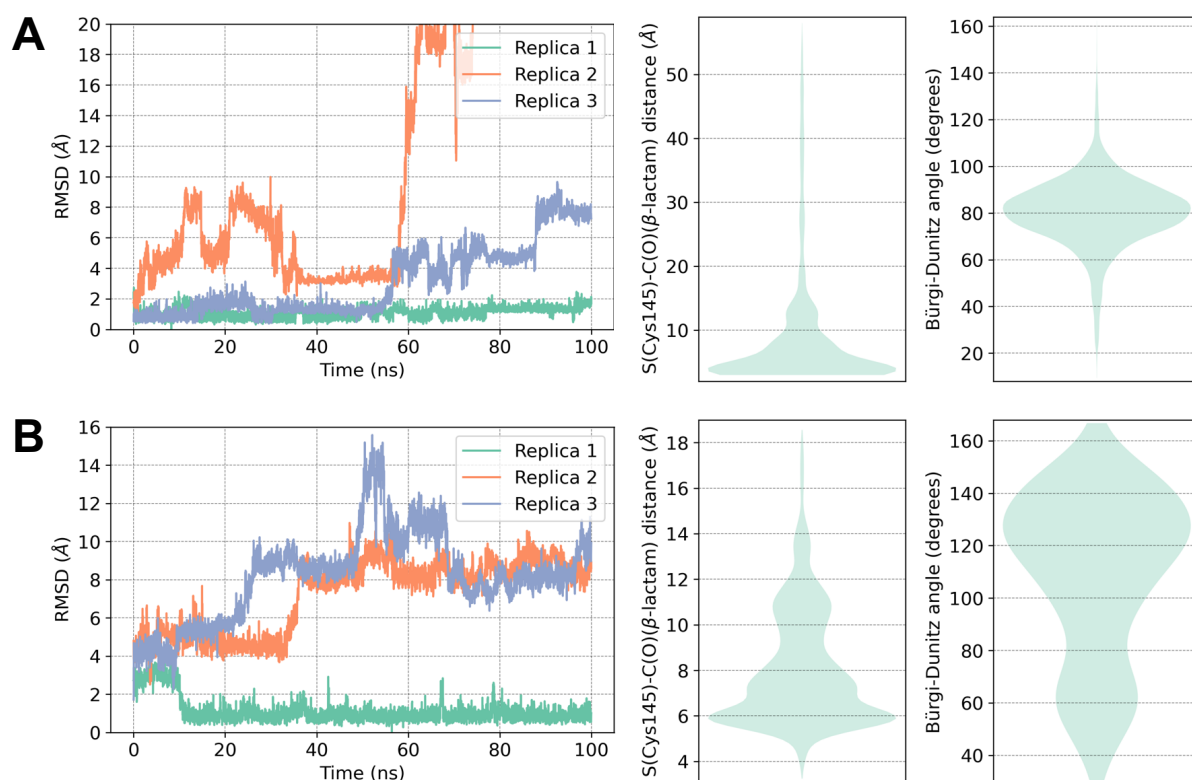 A
RMSD (Å)
20
18
16
14
12
10
8
6
4
2
0
0 20 40 60 80 100
Time (ns)
Replica 1
Replica 2
Replica 3
S(Cys145)-C(O)(β-lactam) distance (Å)
50
40
30
20
10
Bürgi-Dunitz angle (degrees)
160
140
120
100
80
60
40
20
B
RMSD (Å)
16
14
12
10
8
6
4
2
0
0 20 40 60 80 100
Time (ns)
Replica 1
Replica 2
Replica 3
S(Cys145)-C(O)(β-lactam) distance (Å)
18
16
14
12
10
8
6
4
Bürgi-Dunitz angle (degrees)
160
140
120
100
80
60
40